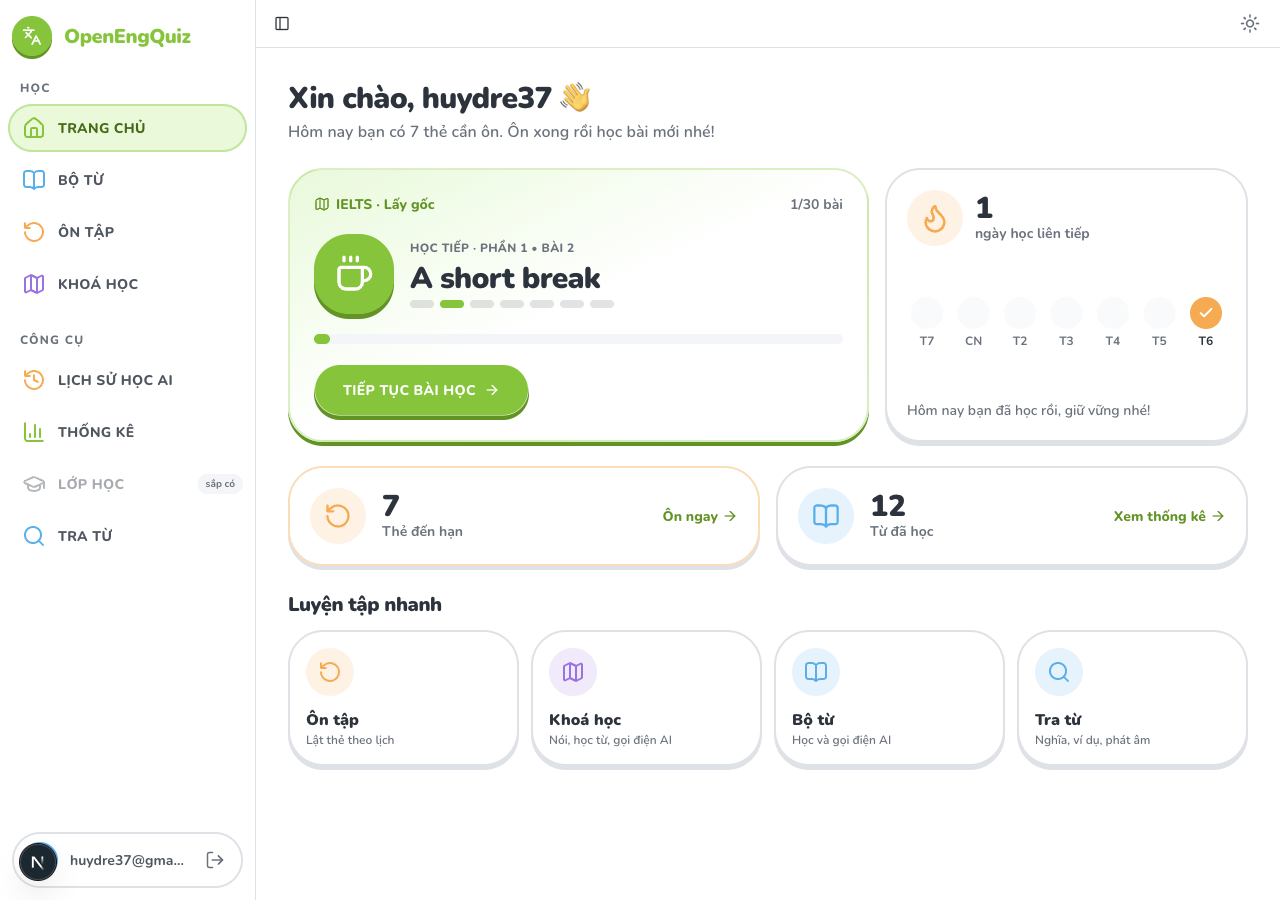 OpenEngQuiz
HỌC
TRANG CHỦ
BỘ TỪ
ÔN TẬP
KHOÁ HỌC
CÔNG CỤ
LỊCH SỬ HỌC AI
THỐNG KÊ
LỚP HỌC
sắp có
TRA TỪ
N
huydre37@gma...
Xin chào, huydre37 👋
Hôm nay bạn có 7 thẻ cần ôn. Ôn xong rồi học bài mới nhé!
IELTS · Lấy gốc
1/30 bài
HỌC TIẾP · PHẦN 1 • BÀI 2
A short break
TIẾP TỤC BÀI HỌC →
1
ngày học liên tiếp
T7 CN T2 T3 T4 T5 T6
Hôm nay bạn đã học rồi, giữ vững nhé!
7
Thẻ đến hạn
Ôn ngay →
12
Từ đã học
Xem thống kê →
Luyện tập nhanh
Ôn tập
Lật thẻ theo lịch
Khoá học
Nói, học từ, gọi điện AI
Bộ từ
Học và gọi điện AI
Tra từ
Nghĩa, ví dụ, phát âm